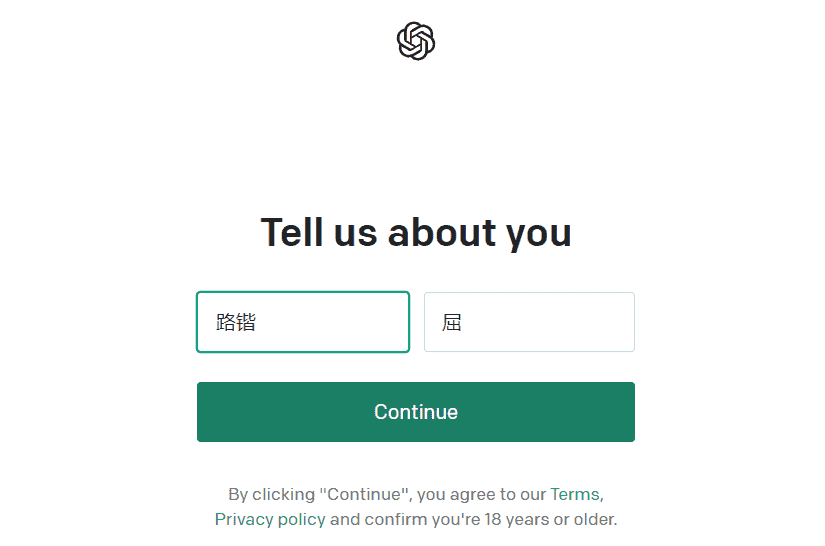 Tell us about you
路锴 屈
Continue
By clicking "Continue", you agree to our Terms,
Privacy policy and confirm you're 18 years or older.